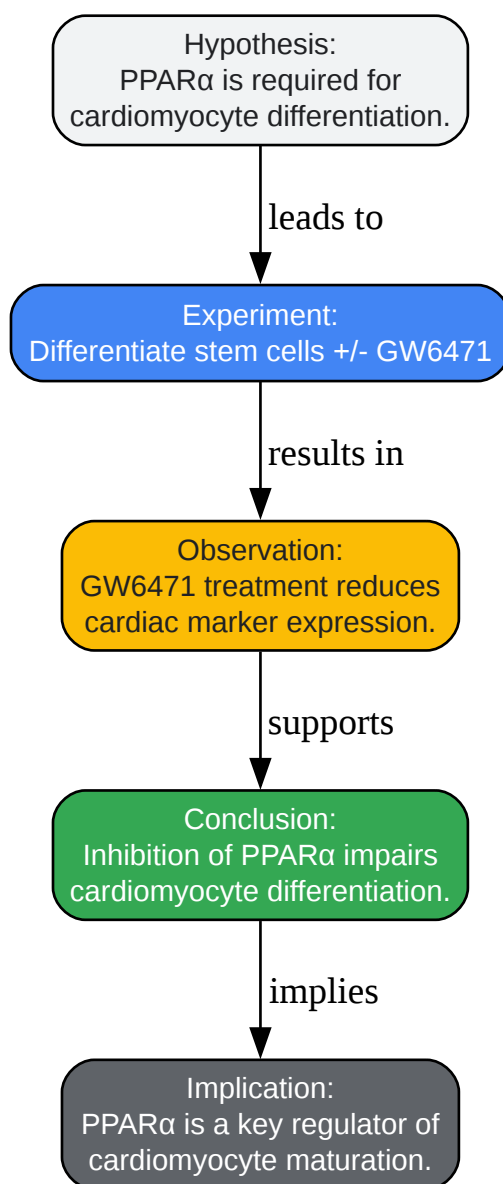 Hypothesis:
PPARα is required for
cardiomyocyte differentiation.
leads to
Experiment:
Differentiate stem cells +/- GW6471
results in
Observation:
GW6471 treatment reduces
cardiac marker expression.
supports
Conclusion:
Inhibition of PPARα impairs
cardiomyocyte differentiation.
implies
Implication:
PPARα is a key regulator of
cardiomyocyte maturation.